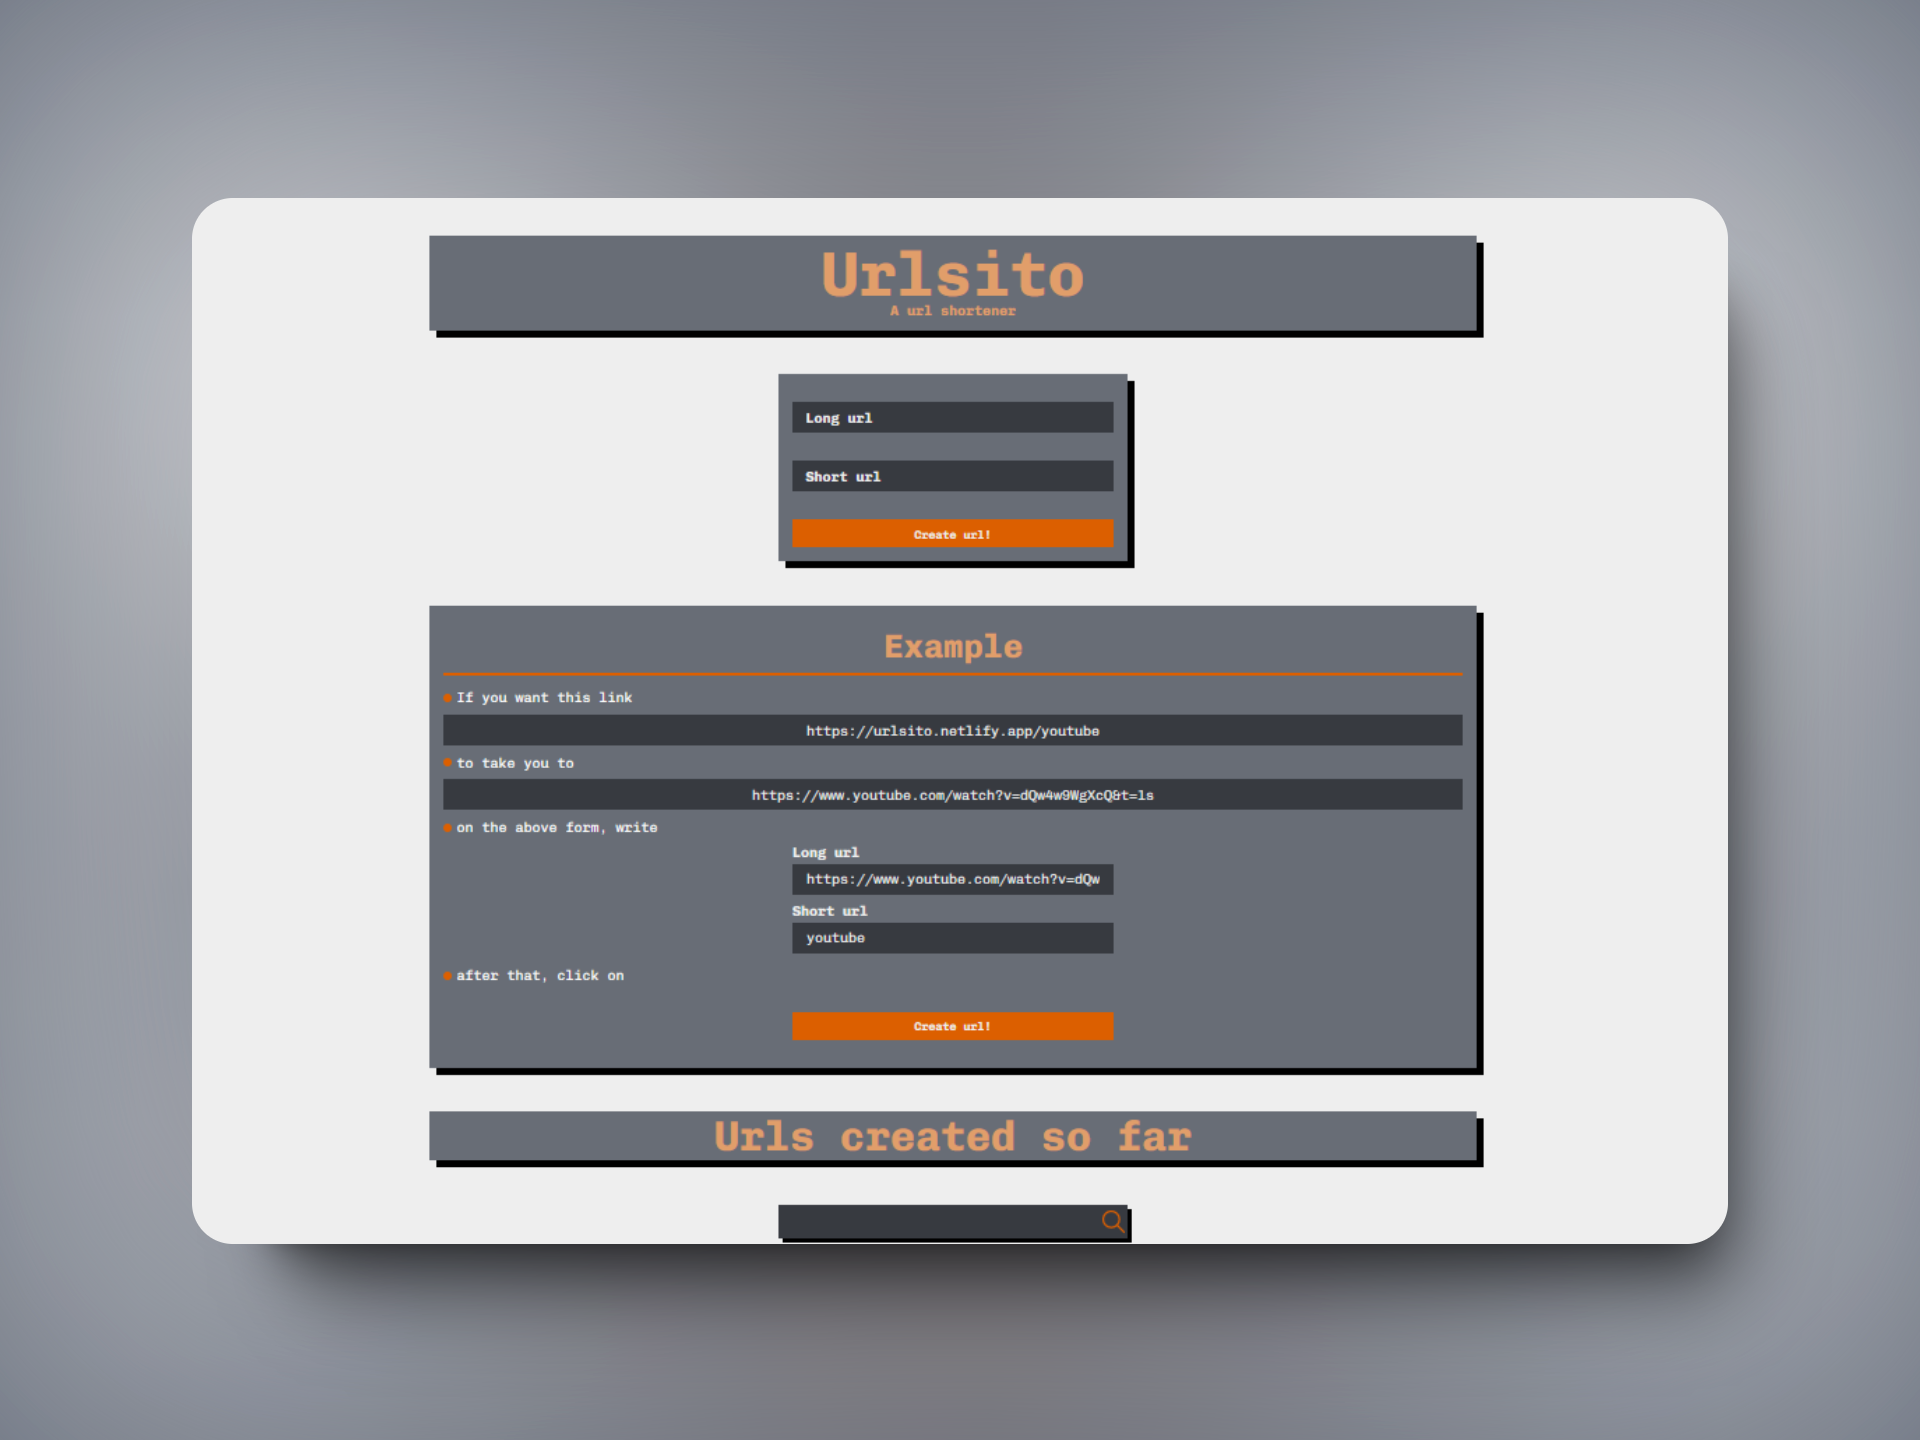 Urlsito
A url shortener
Long url
Short url
Create url!
Example
If you want this link
https://urlsito.netlify.app/youtube
to take you to
https://www.youtube.com/watch?v=dQw4w9WgXcQ&t=1s
on the above form, write
Long url
https://www.youtube.com/watch?v=dQw
Short url
youtube
after that, click on
Create url!
Urls created so far